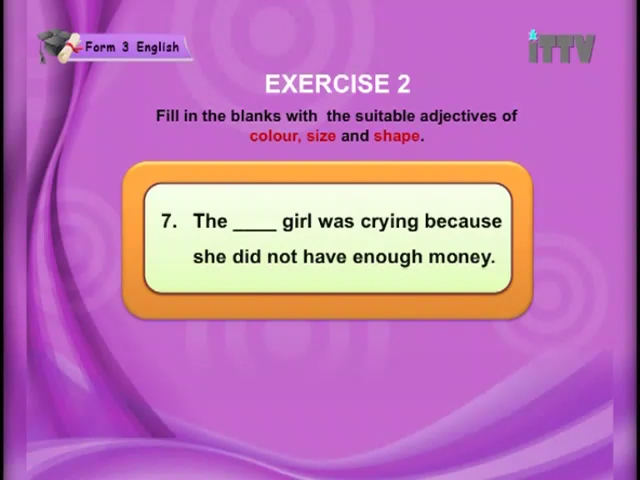 Form 3 English
iTTV
EXERCISE 2
Fill in the blanks with the suitable adjectives of
colour, size and shape.
7. The ____ girl was crying because
she did not have enough money.